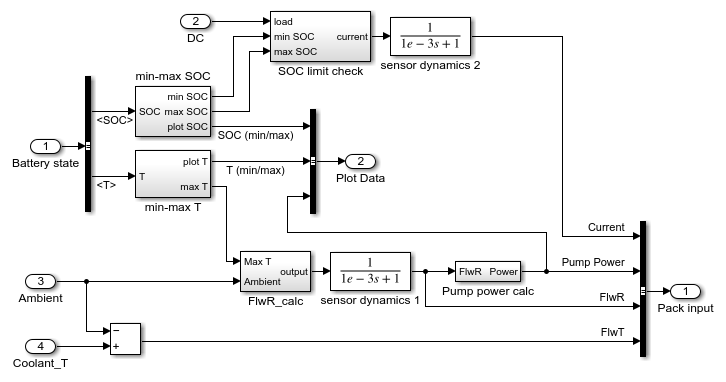 2
DC
load
min SOC
max SOC
current
SOC limit check
1
1e − 3s + 1
sensor dynamics 2
min-max SOC
SOC
min SOC
max SOC
plot SOC
<SOC>
SOC (min/max)
1
Battery state
<T>
T
plot T
max T
min-max T
T (min/max)
2
Plot Data
Current
Pump Power
FlwR
FlwT
Max T
Ambient
output
FlwR_calc
1
1e − 3s + 1
sensor dynamics 1
FlwR Power
Pump power calc
1
Pack input
3
Ambient
−
+
4
Coolant_T